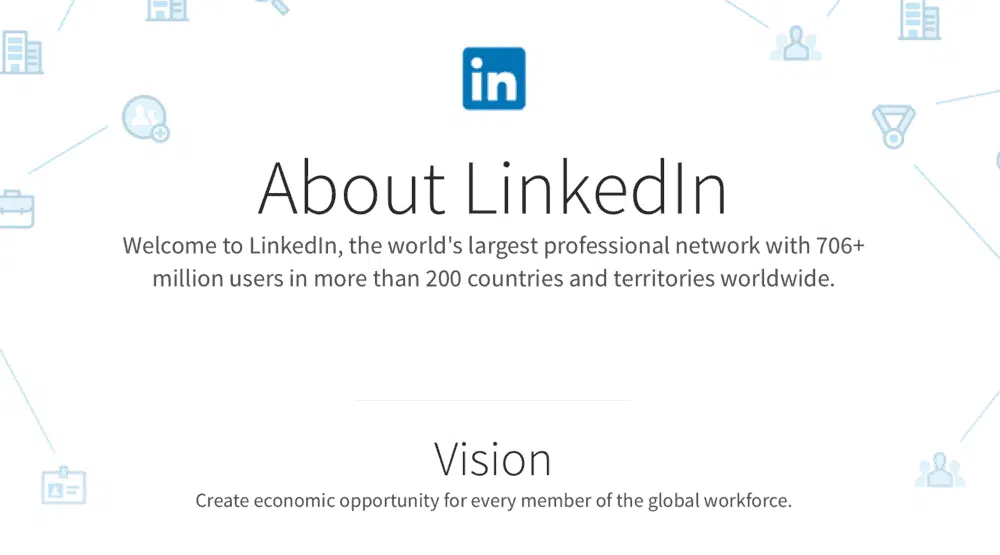 in
About LinkedIn
Welcome to LinkedIn, the world's largest professional network with 706+
million users in more than 200 countries and territories worldwide.
Vision
Create economic opportunity for every member of the global workforce.